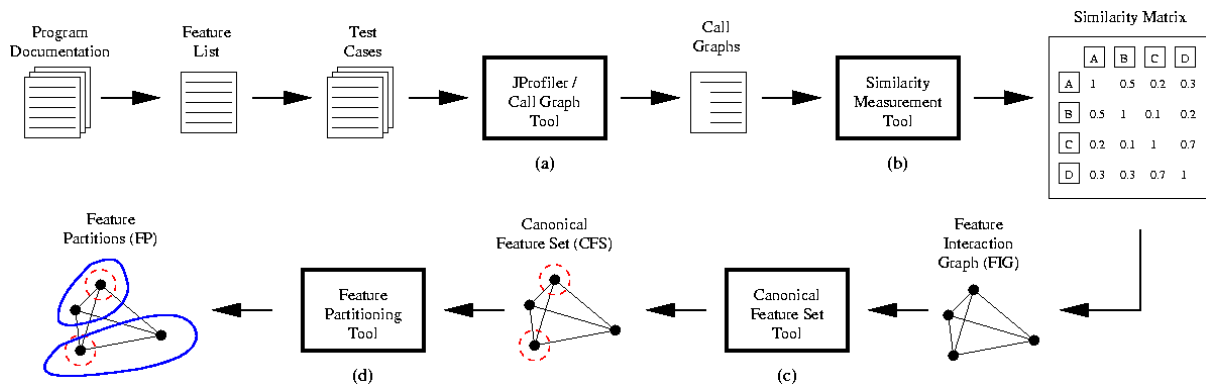 Program
Documentation
Feature
List
Test
Cases
JProfiler /
Call Graph
Tool
(a)
Call
Graphs
Similarity
Measurement
Tool
(b)
Similarity Matrix
A B C D
A 1 0.5 0.2 0.3
B 0.5 1 0.1 0.2
C 0.2 0.1 1 0.7
D 0.3 0.3 0.7 1
Feature
Partitions (FP)
Feature
Partitioning
Tool
(d)
Canonical
Feature Set (CFS)
Canonical
Feature Set
Tool
(c)
Feature
Interaction
Graph (FIG)